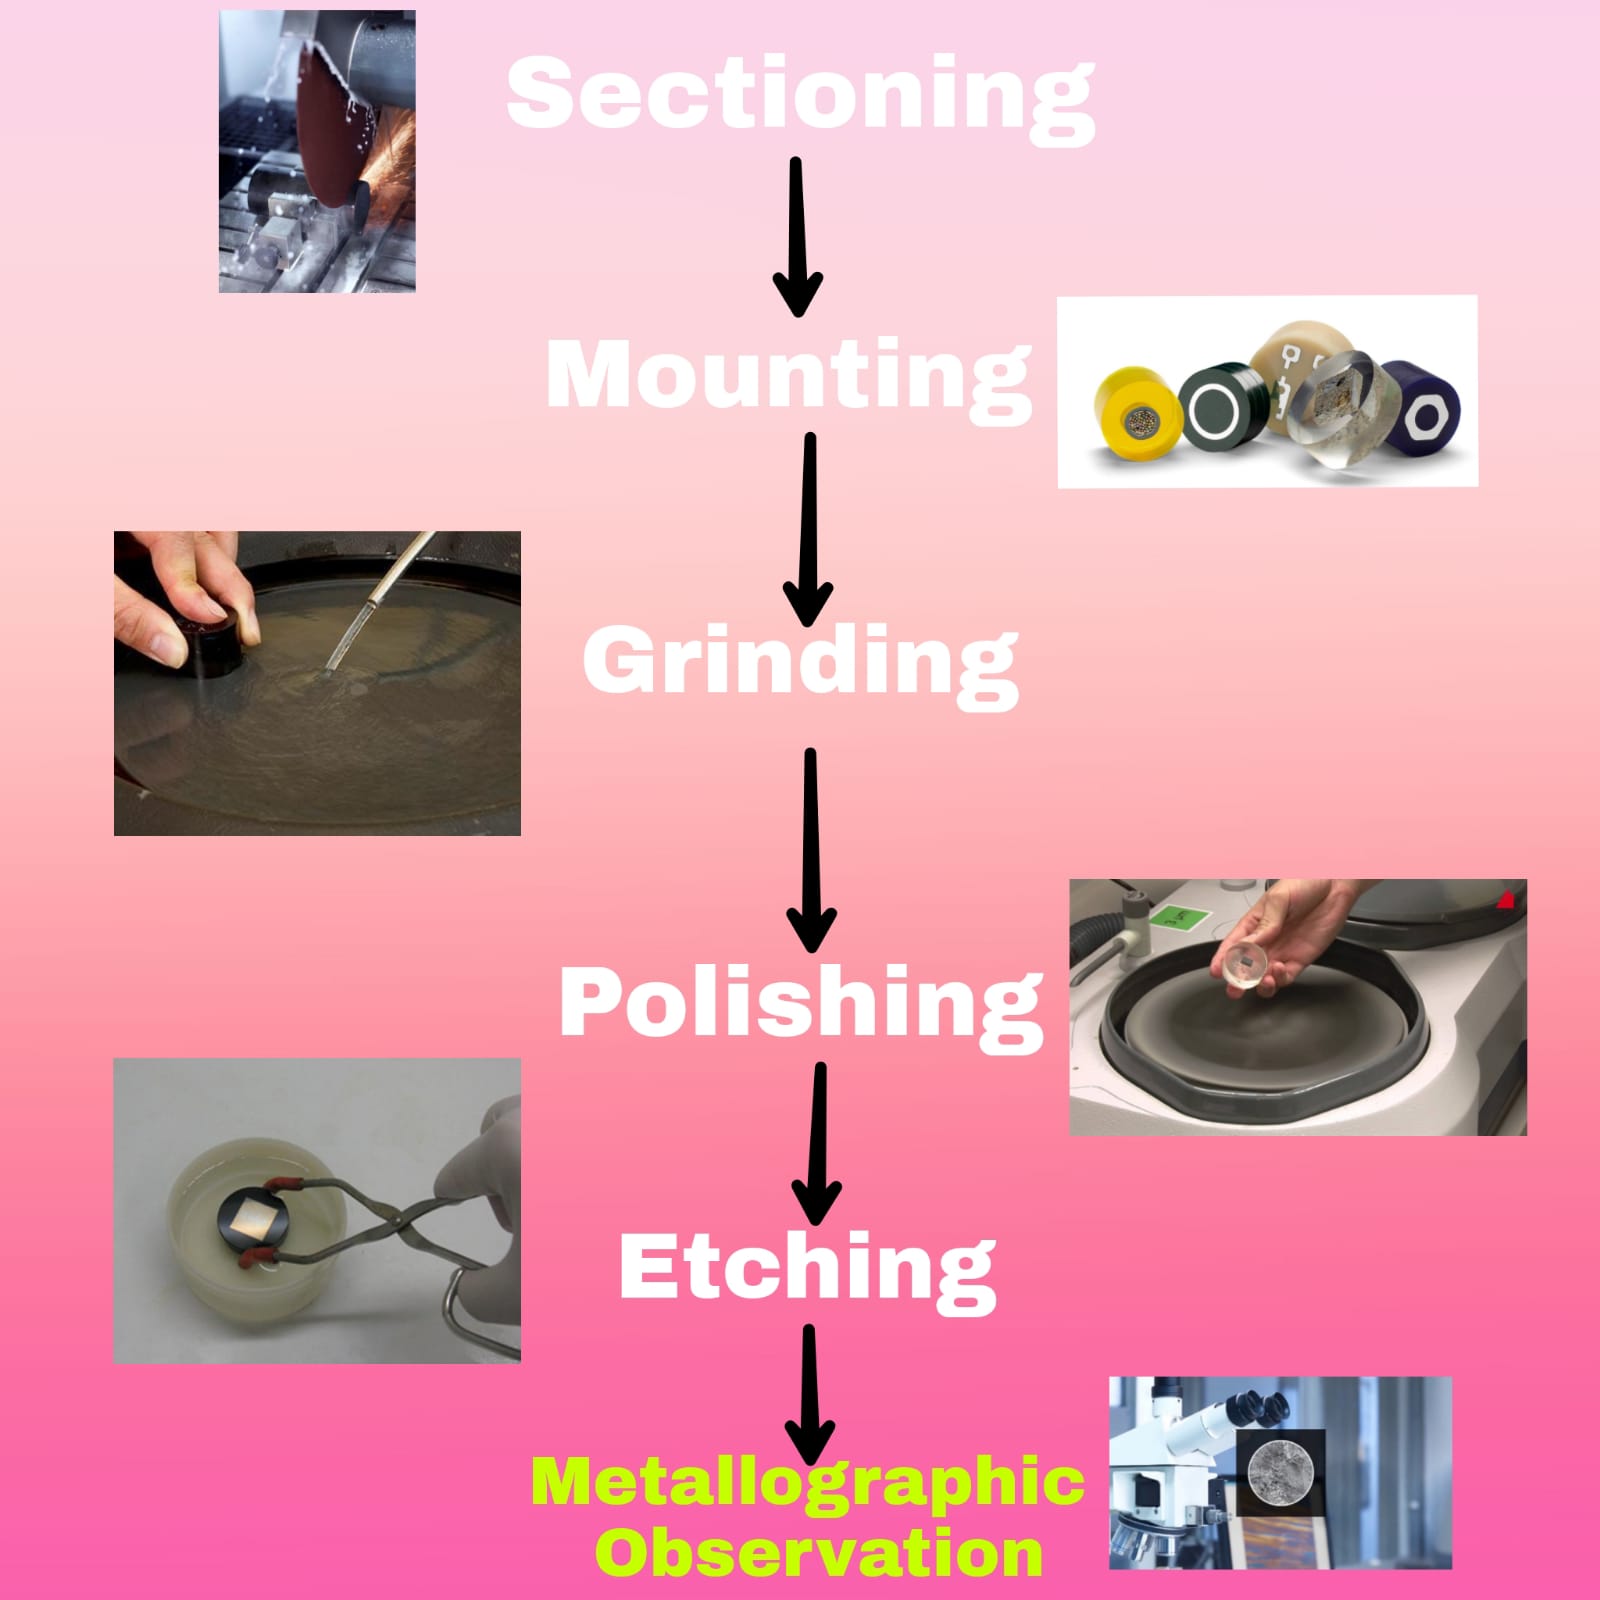 Sectioning
Mounting
Grinding
Polishing
Etching
Metallographic
Observation